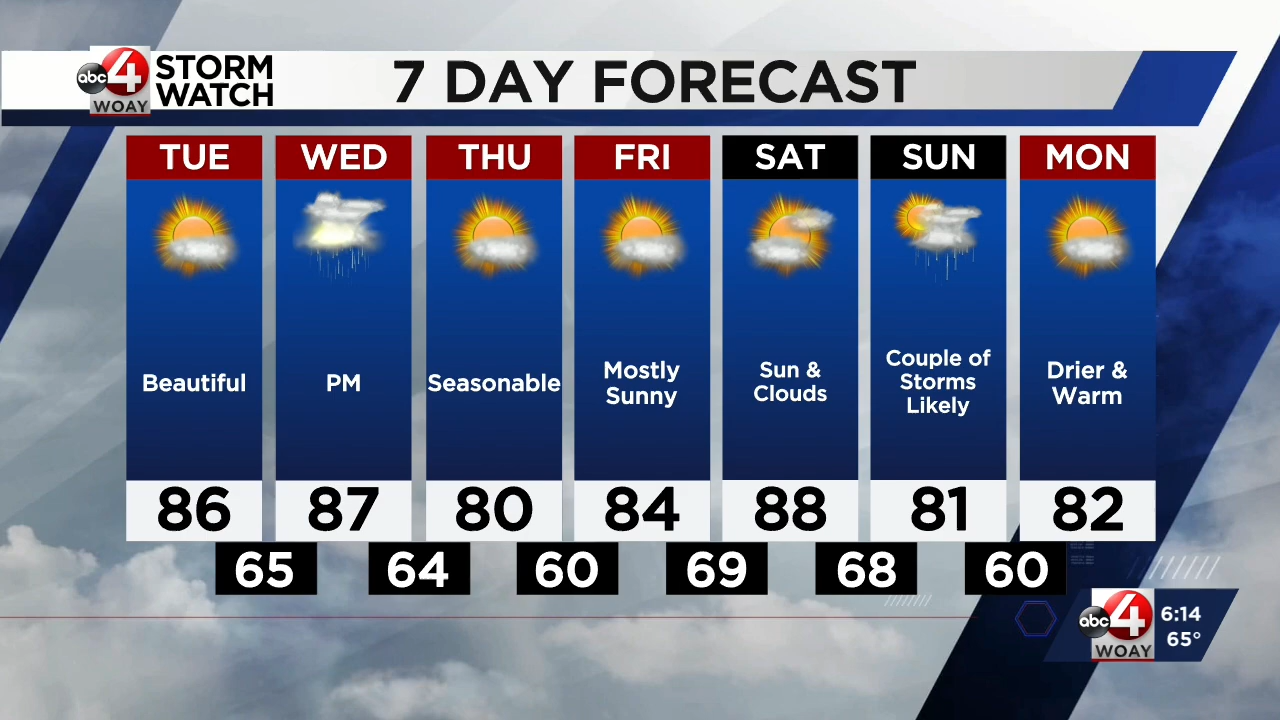 abc 4
WOAY
STORM
WATCH
7 DAY FORECAST
TUE WED THU FRI SAT SUN MON
Beautiful
PM
Seasonable
Mostly
Sunny
Sun &
Clouds
Couple of
Storms
Likely
Drier &
Warm
86 87 80 84 88 81 82
65 64 60 69 68 60
abc 4
WOAY
6:14
65°